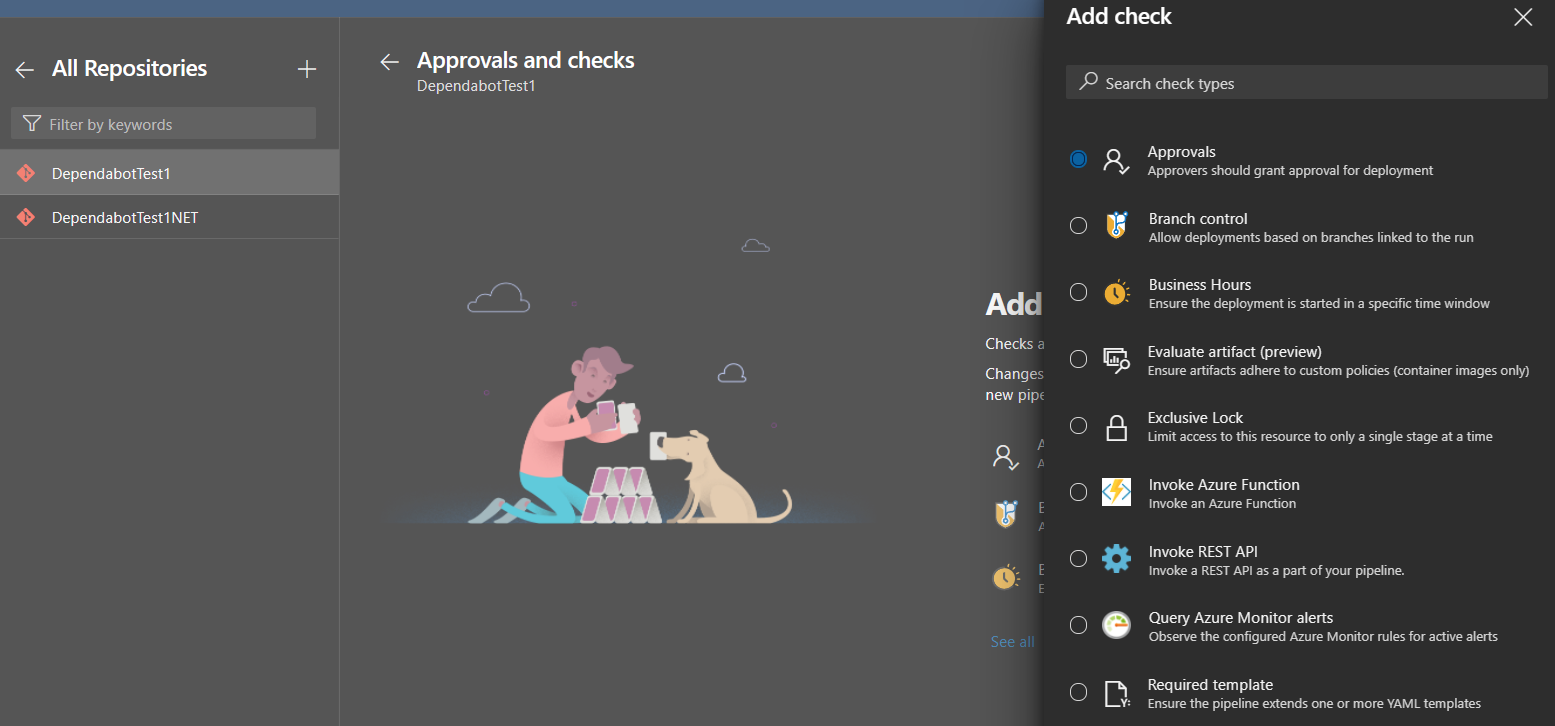 All Repositories
Filter by keywords
DependabotTest1
DependabotTest1NET
Approvals and checks
DependabotTest1
Add
Checks a
Changes
new pipe
A
A
E
A
E
E
See all
Add check
Search check types
Approvals
Approvers should grant approval for deployment
Branch control
Allow deployments based on branches linked to the run
Business Hours
Ensure the deployment is started in a specific time window
Evaluate artifact (preview)
Ensure artifacts adhere to custom policies (container images only)
Exclusive Lock
Limit access to this resource to only a single stage at a time
Invoke Azure Function
Invoke an Azure Function
Invoke REST API
Invoke a REST API as a part of your pipeline.
Query Azure Monitor alerts
Observe the configured Azure Monitor rules for active alerts
Required template
Ensure the pipeline extends one or more YAML templates